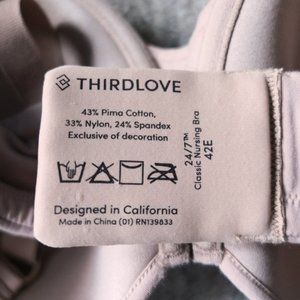 THIRDLOVE
43% Pima Cotton,
33% Nylon, 24% Spandex
Exclusive of decoration
24/7™
Classic Nursing Bra
42E
Designed in California
Made in China (01) RN139833